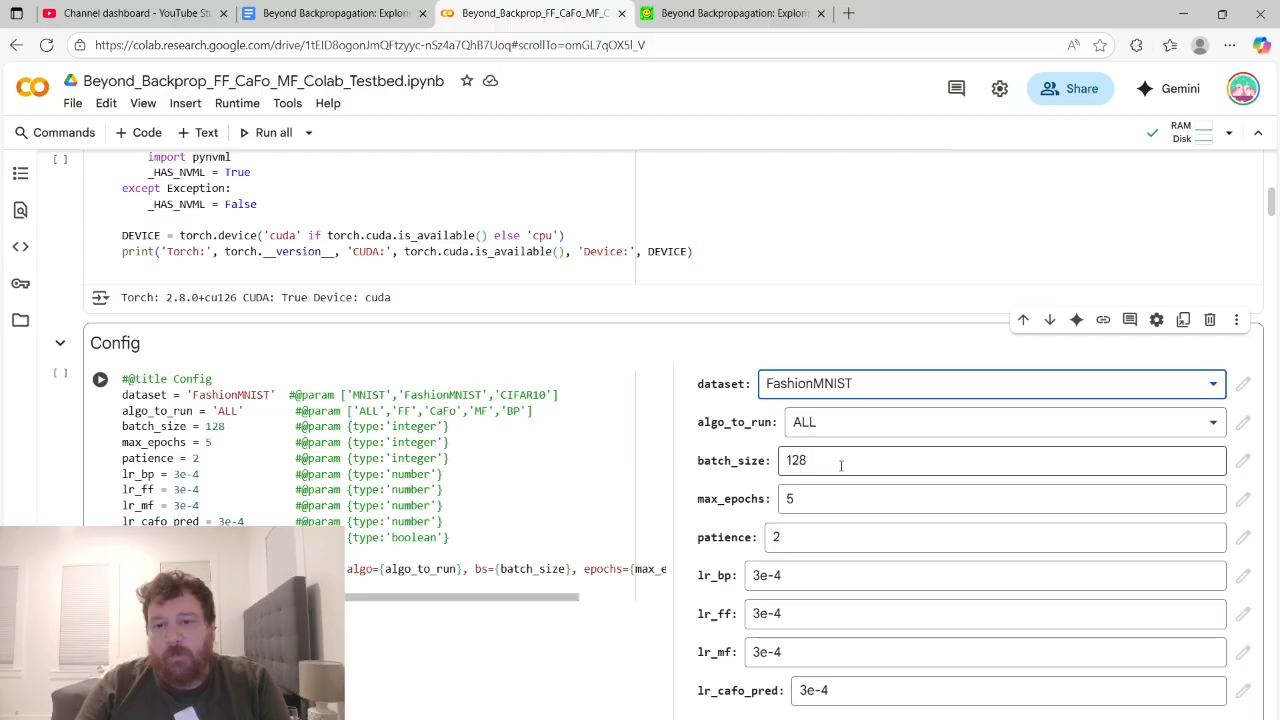 Channel dashboard - YouTube St
Beyond Backpropagation: Explorin
Beyond_Backprop_FF_CaFo_MF_C
Beyond Backpropagation: Explorin
https://colab.research.google.com/drive/1tEID8ogonJmQFtzyyc-nSz4a7QhB7Uoq#scrollTo=omGL7qOX5l_V
Beyond_Backprop_FF_CaFo_MF_Colab_Testbed.ipynb
File Edit View Insert Runtime Tools Help
Share
Gemini
Commands + Code + Text Run all
RAM
Disk
[ ]
import pynvml
_HAS_NVML = True
except Exception:
_HAS_NVML = False
DEVICE = torch.device('cuda' if torch.cuda.is_available() else 'cpu')
print('Torch:', torch.__version__, 'CUDA:', torch.cuda.is_available(), 'Device:', DEVICE)
Torch: 2.8.0+cu126 CUDA: True Device: cuda
Config
[ ]
#@title Config
dataset = 'FashionMNIST' #@param ['MNIST','FashionMNIST','CIFAR10']
algo_to_run = 'ALL' #@param ['ALL','FF','CaFo','MF','BP']
batch_size = 128 #@param {type:'integer'}
max_epochs = 5 #@param {type:'integer'}
patience = 2 #@param {type:'integer'}
lr_bp = 3e-4 #@param {type:'number'}
lr_ff = 3e-4 #@param {type:'number'}
lr_mf = 3e-4 #@param {type:'number'}
lr_cafo_pred = 3e-4 #@param {type:'number'}
#@param {type:'boolean'}
algo={algo_to_run}, bs={batch_size}, epochs={max_e
dataset: FashionMNIST
algo_to_run: ALL
batch_size: 128
max_epochs: 5
patience: 2
lr_bp: 3e-4
lr_ff: 3e-4
lr_mf: 3e-4
lr_cafo_pred: 3e-4